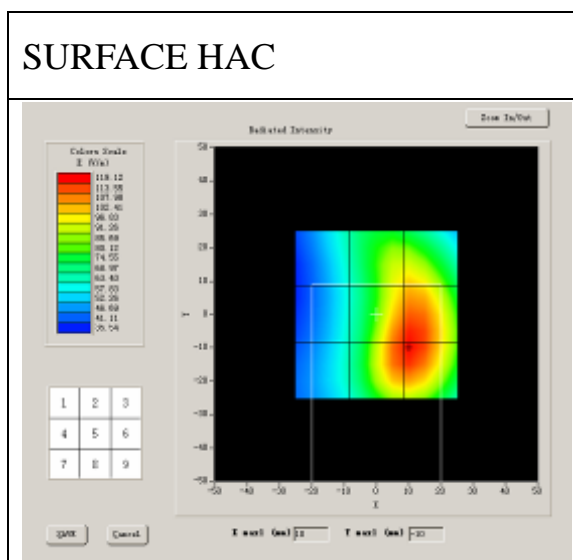 SURFACE HAC
Zoom In/Out
Radiated Intensity
Colors Scale
E (V/m)
119.12
113.55
107.98
102.41
96.83
91.26
85.69
80.12
74.55
68.97
63.40
57.83
52.26
46.69
41.11
35.54
50
40
30
20
10
Y
0
-10
-20
-30
-40
-50
-50 -40 -30 -20 -10 0 10 20 30 40 50
X
1 2 3
4 5 6
7 8 9
Cancel
X max1 (mm) 10 Y max1 (mm) -10